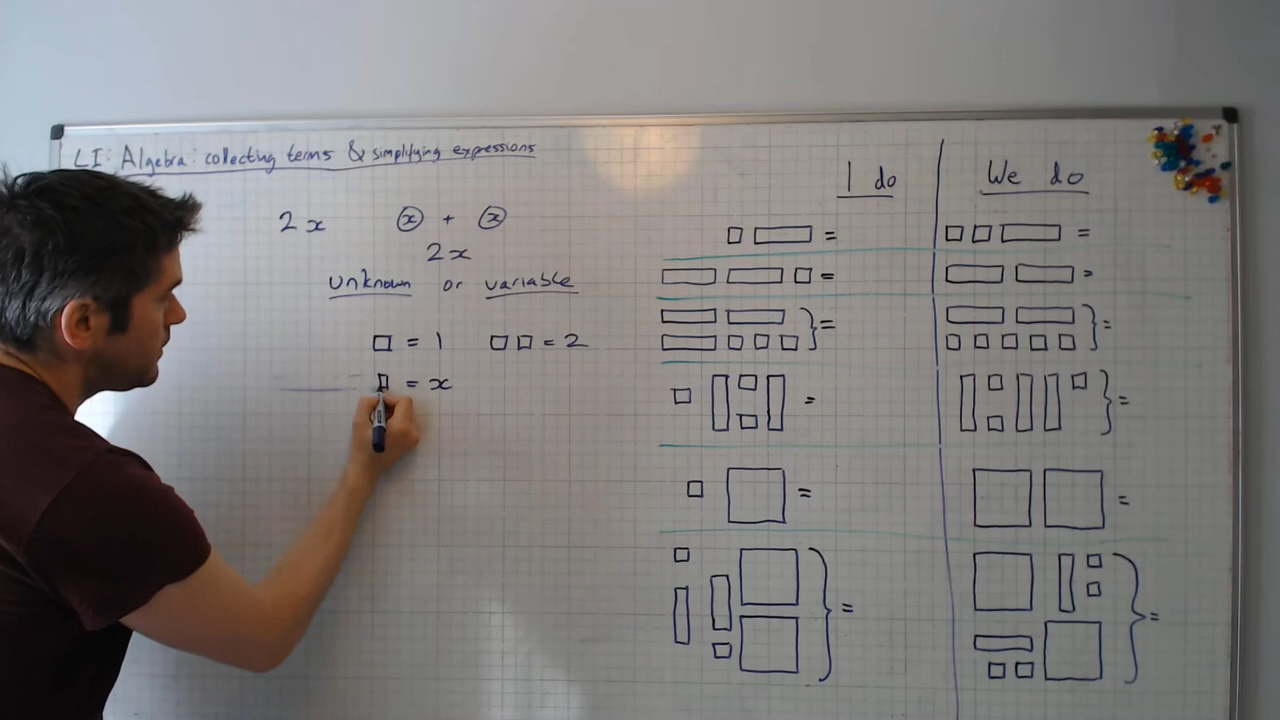 LI: Algebra: collecting terms & simplifying expressions
2x x + x
2x
unknown or variable
□ = 1 □□ = 2
▯ = x
I do
□ ▭ =
▭ ▭ □ =
▭ ▭
▭ □ □ □ } =
□ ▯ □ □ ▯ =
□ □ =
□ ▯ ▯ □ □ □ } =
We do
□ □ ▭ =
▭ ▭ =
▭ ▭
□ □ □ □ □ } =
▯ □ □ ▯ ▯ □ } =
□ □ =
□ ▯ □ □ ▭ □ □ □ } =